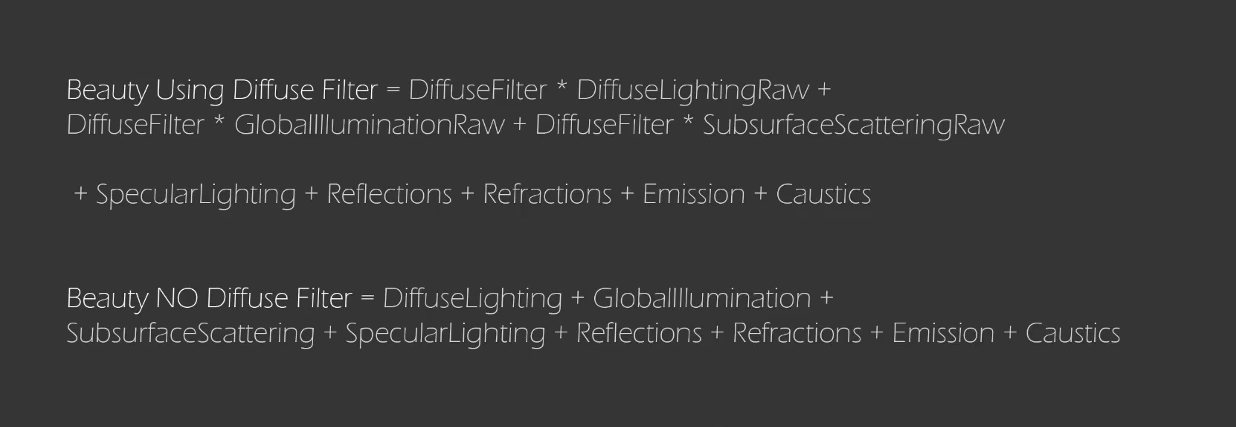 Beauty Using Diffuse Filter = DiffuseFilter * DiffuseLightingRaw +
DiffuseFilter * GlobalIlluminationRaw + DiffuseFilter * SubsurfaceScatteringRaw
+ SpecularLighting + Reflections + Refractions + Emission + Caustics
Beauty NO Diffuse Filter = DiffuseLighting + GlobalIllumination +
SubsurfaceScattering + SpecularLighting + Reflections + Refractions + Emission + Caustics